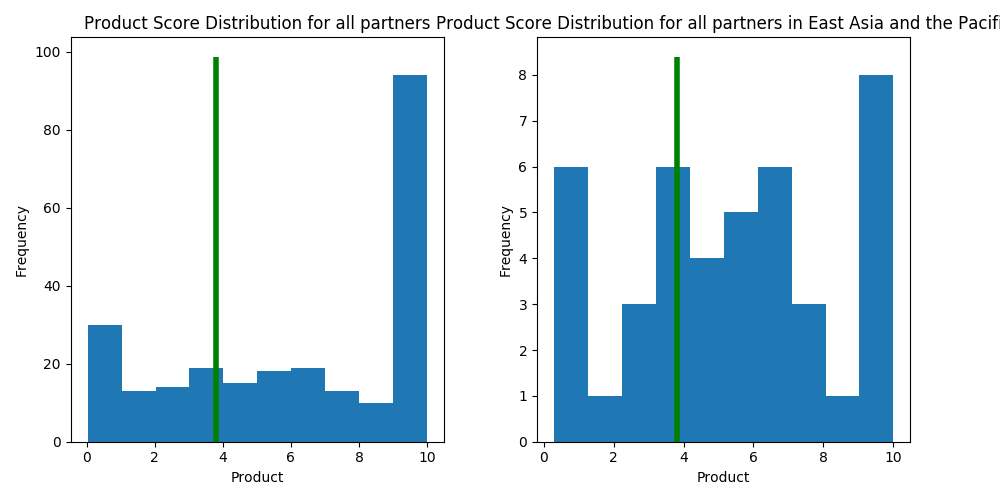 Product Score Distribution for all partners
100
80
60
40
20
0
Frequency
0 2 4 6 8 10
Product
Product Score Distribution for all partners in East Asia and the Pacifi
8
7
6
5
4
3
2
1
0
Frequency
0 2 4 6 8 10
Product